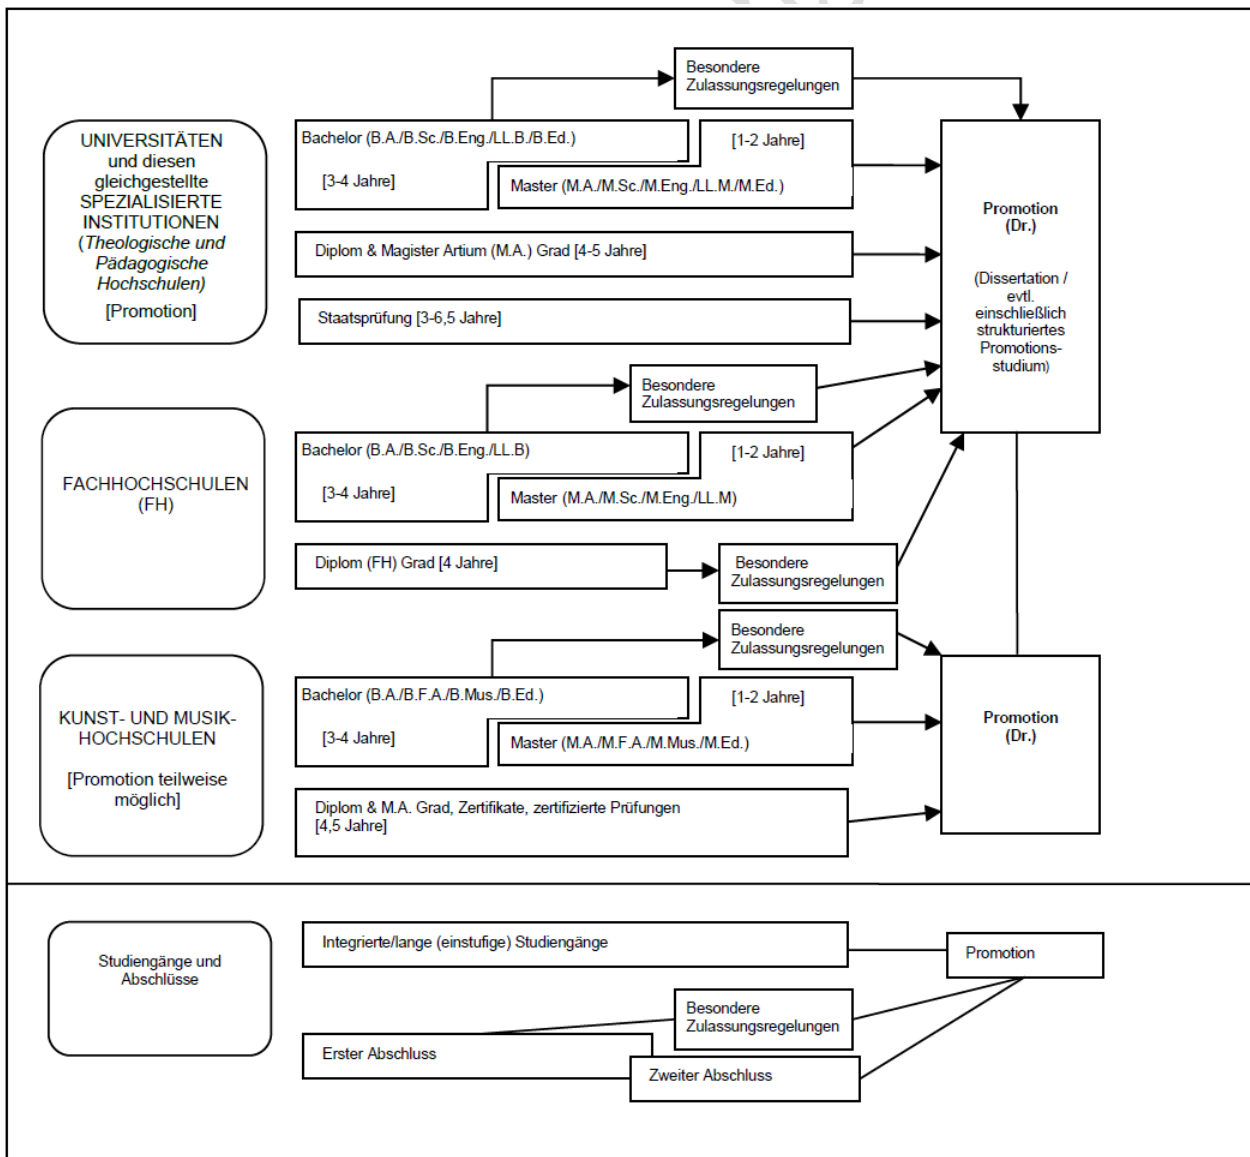 Besondere
Zulassungsregelungen
UNIVERSITÄTEN
und diesen
gleichgestellte
SPEZIALISIERTE
INSTITUTIONEN
(Theologische und
Pädagogische
Hochschulen)
[Promotion]
Bachelor (B.A./B.Sc./B.Eng./LL.B./B.Ed.)
[3-4 Jahre]
[1-2 Jahre]
Master (M.A./M.Sc./M.Eng./LL.M./M.Ed.)
Diplom & Magister Artium (M.A.) Grad [4-5 Jahre]
Staatsprüfung [3-6,5 Jahre]
Promotion
(Dr.)
(Dissertation /
evtl.
einschließlich
strukturiertes
Promotions-
studium)
Besondere
Zulassungsregelungen
FACHHOCHSCHULEN
(FH)
Bachelor (B.A./B.Sc./B.Eng./LL.B)
[3-4 Jahre]
[1-2 Jahre]
Master (M.A./M.Sc./M.Eng./LL.M)
Diplom (FH) Grad [4 Jahre]
Besondere
Zulassungsregelungen
Besondere
Zulassungsregelungen
KUNST- UND MUSIK-
HOCHSCHULEN
[Promotion teilweise
möglich]
Bachelor (B.A./B.F.A./B.Mus./B.Ed.)
[3-4 Jahre]
[1-2 Jahre]
Master (M.A./M.F.A./M.Mus./M.Ed.)
Diplom & M.A. Grad, Zertifikate, zertifizierte Prüfungen
[4,5 Jahre]
Promotion
(Dr.)
Studiengänge und
Abschlüsse
Integrierte/lange (einstufige) Studiengänge
Promotion
Besondere
Zulassungsregelungen
Erster Abschluss
Zweiter Abschluss